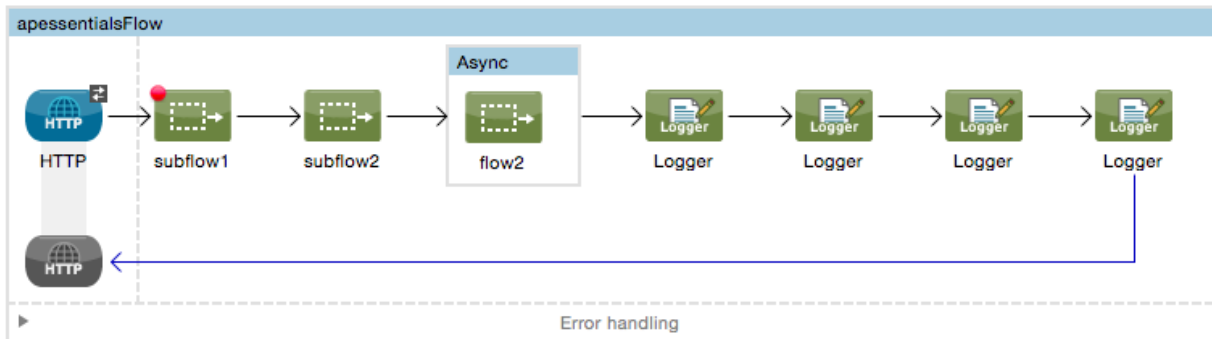 apessentialsFlow
Async
HTTP
Logger
Logger
Logger
Logger
HTTP
subflow1
subflow2
flow2
Logger
Logger
Logger
Logger
HTTP
Error handling